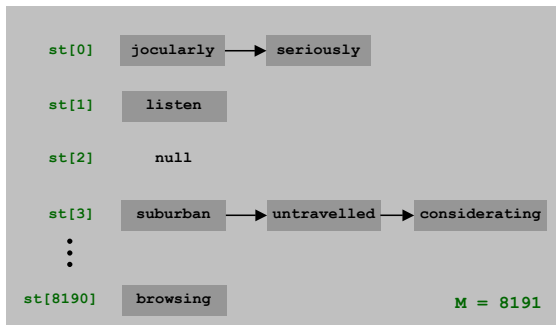 st[0] jocularly seriously
st[1] listen
st[2] null
st[3] suburban untravelled considerating
st[8190] browsing
M = 8191